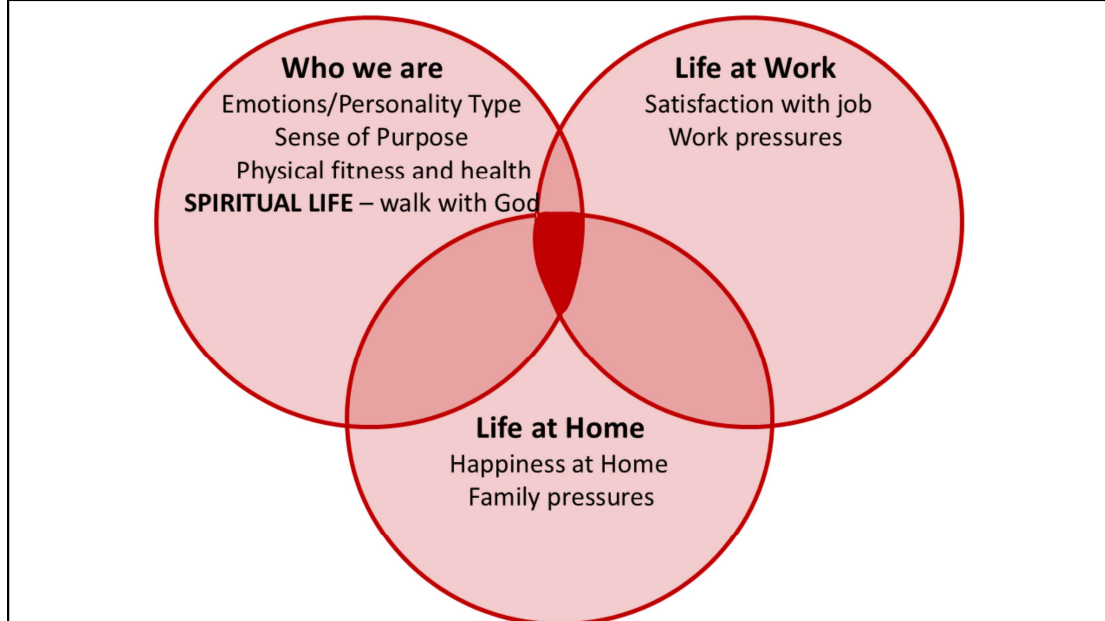 Who we are
Emotions/Personality Type
Sense of Purpose
Physical fitness and health
SPIRITUAL LIFE – walk with God
Life at Work
Satisfaction with job
Work pressures
Life at Home
Happiness at Home
Family pressures